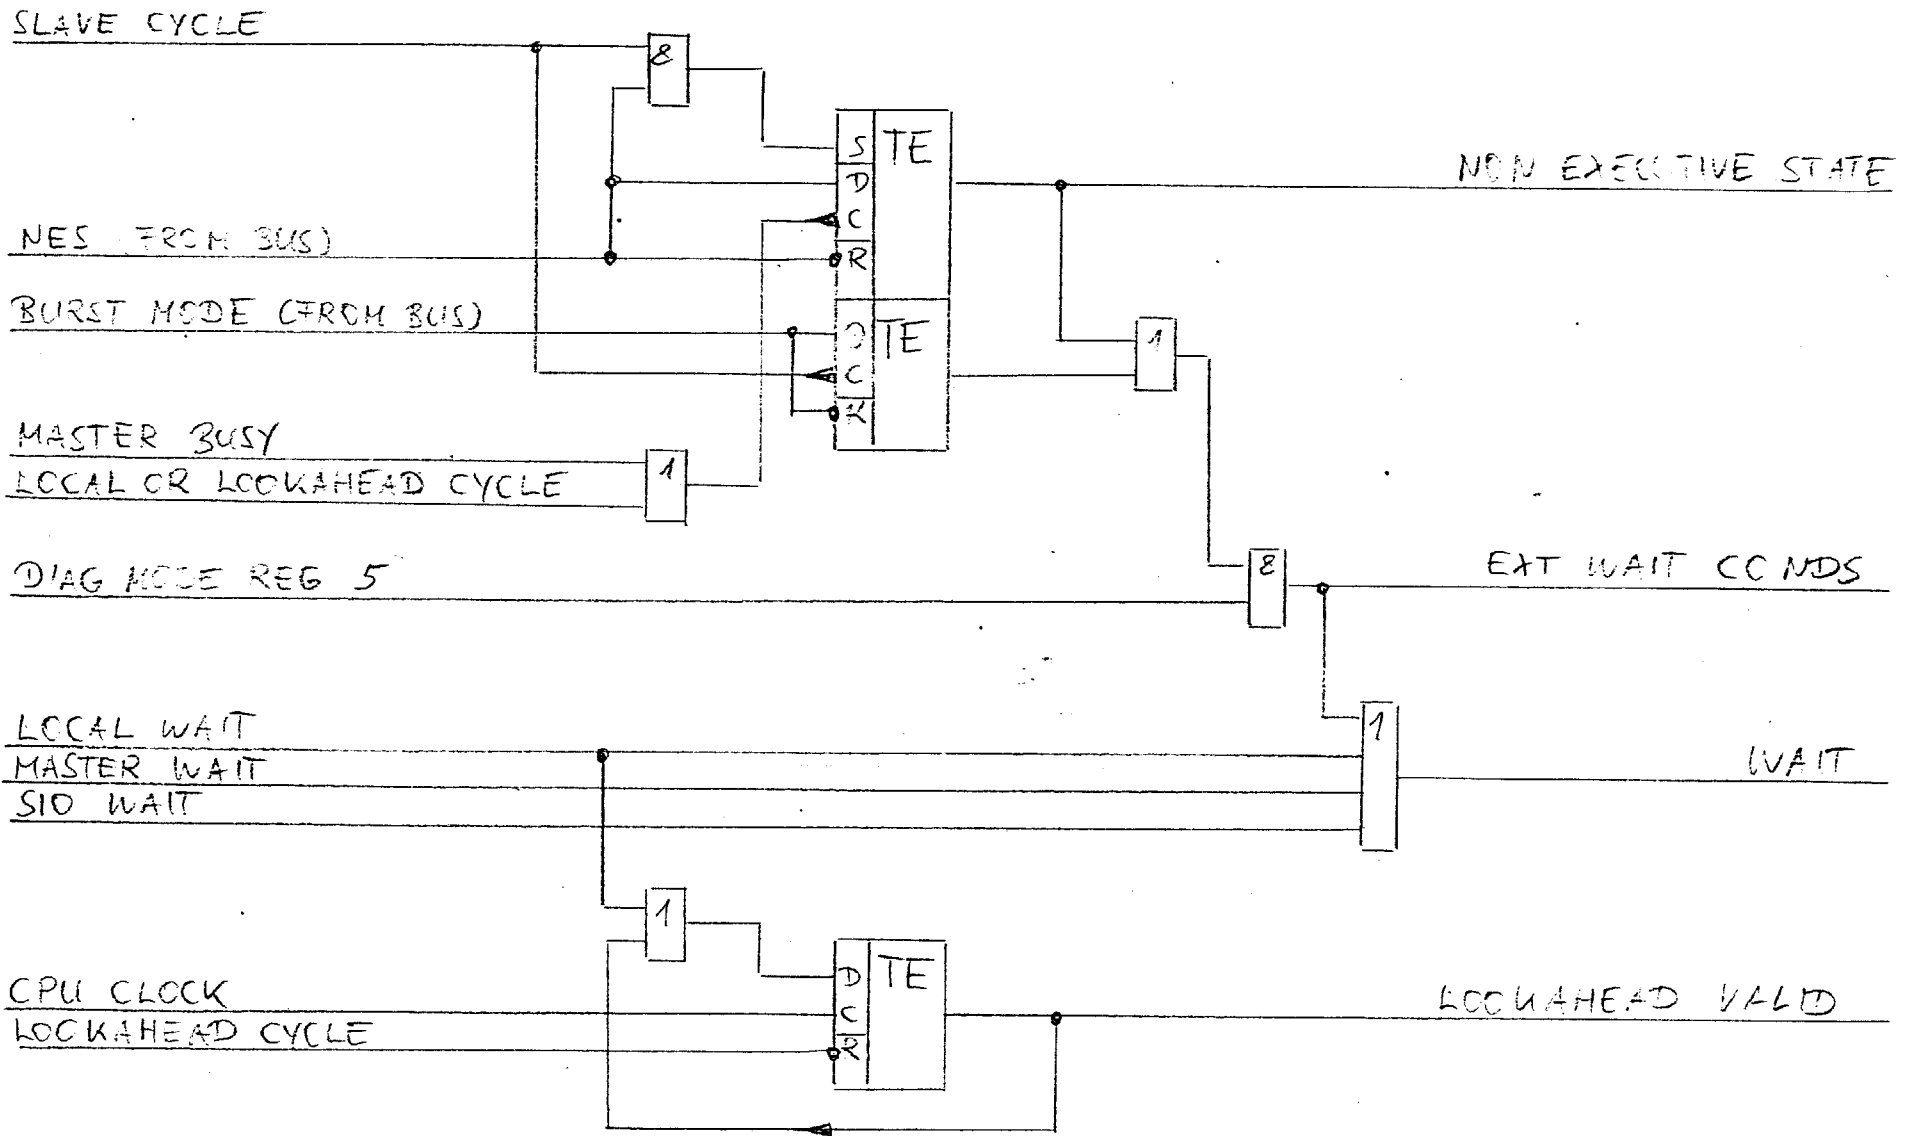 SLAVE CYCLE
&
S TE
D
C
R
NON EXECUTIVE STATE
NES (FROM BUS)
BURST MODE (FROM BUS)
D TE
C
R
1
MASTER BUSY
LOCAL OR LOOKAHEAD CYCLE
1
DIAG MODE REG 5
&
EXT WAIT CONDS
LOCAL WAIT
MASTER WAIT
SIO WAIT
1
WAIT
1
D TE
C
R
CPU CLOCK
LOOKAHEAD CYCLE
LOOKAHEAD VALID